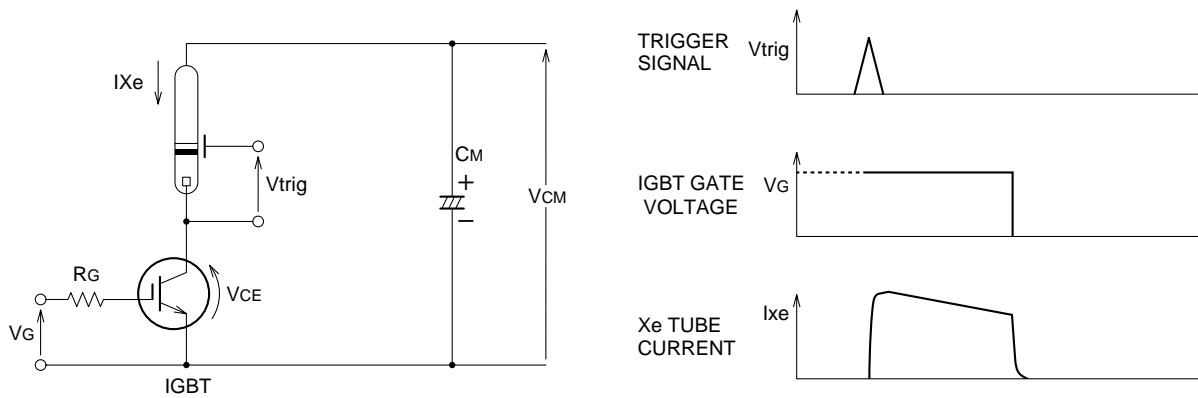 IXe
Vtrig
CM
+
–
VCM
RG
VCE
VG
IGBT
TRIGGER
SIGNAL
Vtrig
IGBT GATE
VOLTAGE
VG
Xe TUBE
CURRENT
Ixe